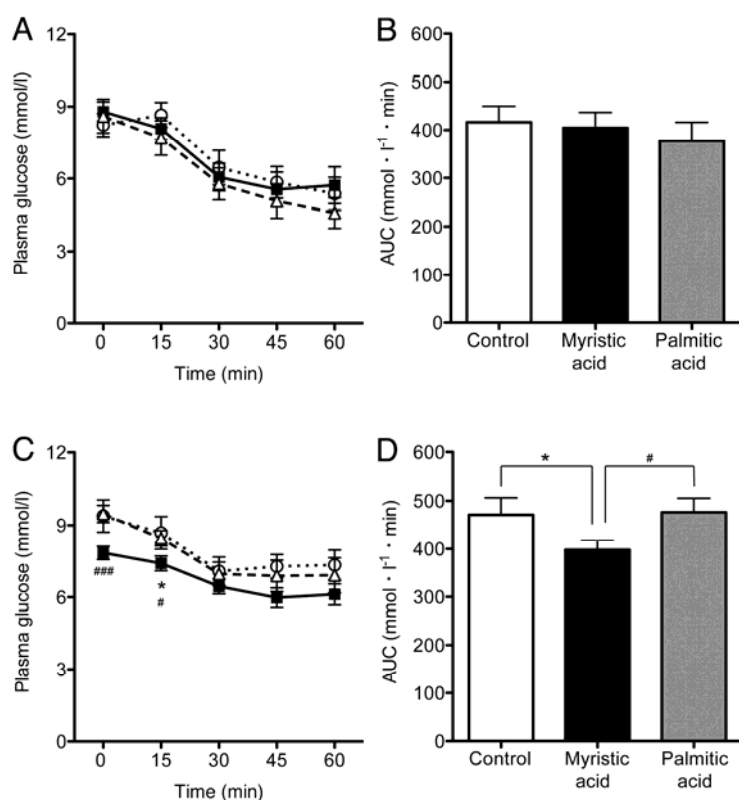 A
Plasma glucose (mmol/l)
12
9
6
3
0
0 15 30 45 60
Time (min)
B
AUC (mmol · l⁻¹ · min)
600
500
400
300
200
100
0
Control Myristic acid Palmitic acid
C
Plasma glucose (mmol/l)
12
9
6
3
0
###
*
#
0 15 30 45 60
Time (min)
D
AUC (mmol · l⁻¹ · min)
600
500
400
300
200
100
0
* #
Control Myristic acid Palmitic acid